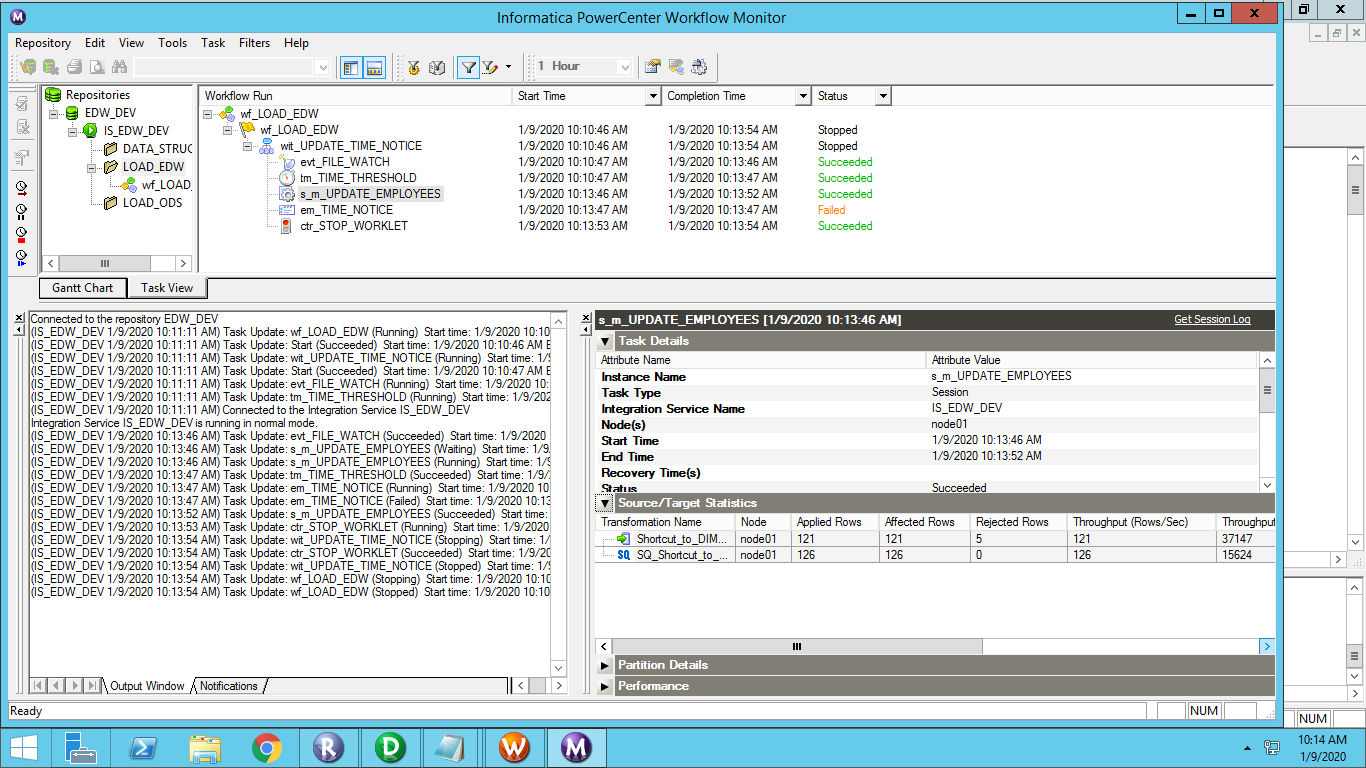 Informatica PowerCenter Workflow Monitor
Repository Edit View Tools Task Filters Help
1 Hour
Repositories
EDW_DEV
IS_EDW_DEV
DATA_STRUC
LOAD_EDW
wf_LOAD_
LOAD_ODS
Workflow Run Start Time Completion Time Status
wf_LOAD_EDW
wf_LOAD_EDW 1/9/2020 10:10:46 AM 1/9/2020 10:13:54 AM Stopped
wit_UPDATE_TIME_NOTICE 1/9/2020 10:10:46 AM 1/9/2020 10:13:54 AM Stopped
evt_FILE_WATCH 1/9/2020 10:10:47 AM 1/9/2020 10:13:46 AM Succeeded
tm_TIME_THRESHOLD 1/9/2020 10:10:47 AM 1/9/2020 10:13:47 AM Succeeded
s_m_UPDATE_EMPLOYEES 1/9/2020 10:13:46 AM 1/9/2020 10:13:52 AM Succeeded
em_TIME_NOTICE 1/9/2020 10:13:47 AM 1/9/2020 10:13:47 AM Failed
ctr_STOP_WORKLET 1/9/2020 10:13:53 AM 1/9/2020 10:13:54 AM Succeeded
Gantt Chart Task View
Connected to the repository EDW_DEV
(IS_EDW_DEV 1/9/2020 10:11:11 AM) Task Update: wf_LOAD_EDW (Running) Start time: 1/9/2020 10:10
(IS_EDW_DEV 1/9/2020 10:11:11 AM) Task Update: Start (Succeeded) Start time: 1/9/2020 10:10:46 AM E
(IS_EDW_DEV 1/9/2020 10:11:11 AM) Task Update: wit_UPDATE_TIME_NOTICE (Running) Start time: 1/9
(IS_EDW_DEV 1/9/2020 10:11:11 AM) Task Update: Start (Succeeded) Start time: 1/9/2020 10:10:47 AM E
(IS_EDW_DEV 1/9/2020 10:11:11 AM) Task Update: evt_FILE_WATCH (Running) Start time: 1/9/2020 10:
(IS_EDW_DEV 1/9/2020 10:11:11 AM) Task Update: tm_TIME_THRESHOLD (Running) Start time: 1/9/202
(IS_EDW_DEV 1/9/2020 10:11:11 AM) Connected to the Integration Service IS_EDW_DEV
Integration Service IS_EDW_DEV is running in normal mode.
(IS_EDW_DEV 1/9/2020 10:13:46 AM) Task Update: evt_FILE_WATCH (Succeeded) Start time: 1/9/2020
(IS_EDW_DEV 1/9/2020 10:13:46 AM) Task Update: s_m_UPDATE_EMPLOYEES (Waiting) Start time: 1/9
(IS_EDW_DEV 1/9/2020 10:13:46 AM) Task Update: s_m_UPDATE_EMPLOYEES (Running) Start time: 1/9
(IS_EDW_DEV 1/9/2020 10:13:47 AM) Task Update: tm_TIME_THRESHOLD (Succeeded) Start time: 1/9/
(IS_EDW_DEV 1/9/2020 10:13:47 AM) Task Update: em_TIME_NOTICE (Running) Start time: 1/9/2020 10:
(IS_EDW_DEV 1/9/2020 10:13:47 AM) Task Update: em_TIME_NOTICE (Failed) Start time: 1/9/2020 10:13
(IS_EDW_DEV 1/9/2020 10:13:52 AM) Task Update: s_m_UPDATE_EMPLOYEES (Succeeded) Start time: 1/
(IS_EDW_DEV 1/9/2020 10:13:53 AM) Task Update: ctr_STOP_WORKLET (Running) Start time: 1/9/2020
(IS_EDW_DEV 1/9/2020 10:13:54 AM) Task Update: wit_UPDATE_TIME_NOTICE (Stopping) Start time: 1/9
(IS_EDW_DEV 1/9/2020 10:13:54 AM) Task Update: ctr_STOP_WORKLET (Succeeded) Start time: 1/9/202
(IS_EDW_DEV 1/9/2020 10:13:54 AM) Task Update: wit_UPDATE_TIME_NOTICE (Stopped) Start time: 1/9
(IS_EDW_DEV 1/9/2020 10:13:54 AM) Task Update: wf_LOAD_EDW (Stopping) Start time: 1/9/2020 10:10
(IS_EDW_DEV 1/9/2020 10:13:54 AM) Task Update: wf_LOAD_EDW (Stopped) Start time: 1/9/2020 10:10
Output Window Notifications
s_m_UPDATE_EMPLOYEES [1/9/2020 10:13:46 AM] Get Session Log
Task Details
Attribute Name Attribute Value
Instance Name s_m_UPDATE_EMPLOYEES
Task Type Session
Integration Service Name IS_EDW_DEV
Node(s) node01
Start Time 1/9/2020 10:13:46 AM
End Time 1/9/2020 10:13:52 AM
Recovery Time(s)
Status Succeeded
Source/Target Statistics
Transformation Name Node Applied Rows Affected Rows Rejected Rows Throughput (Rows/Sec) Throughput
Shortcut_to_DIM... node01 121 121 5 121 37147
SQ_Shortcut_to_... node01 126 126 0 126 15624
Partition Details
Performance
Ready NUM
NUM
10:14 AM
1/9/2020